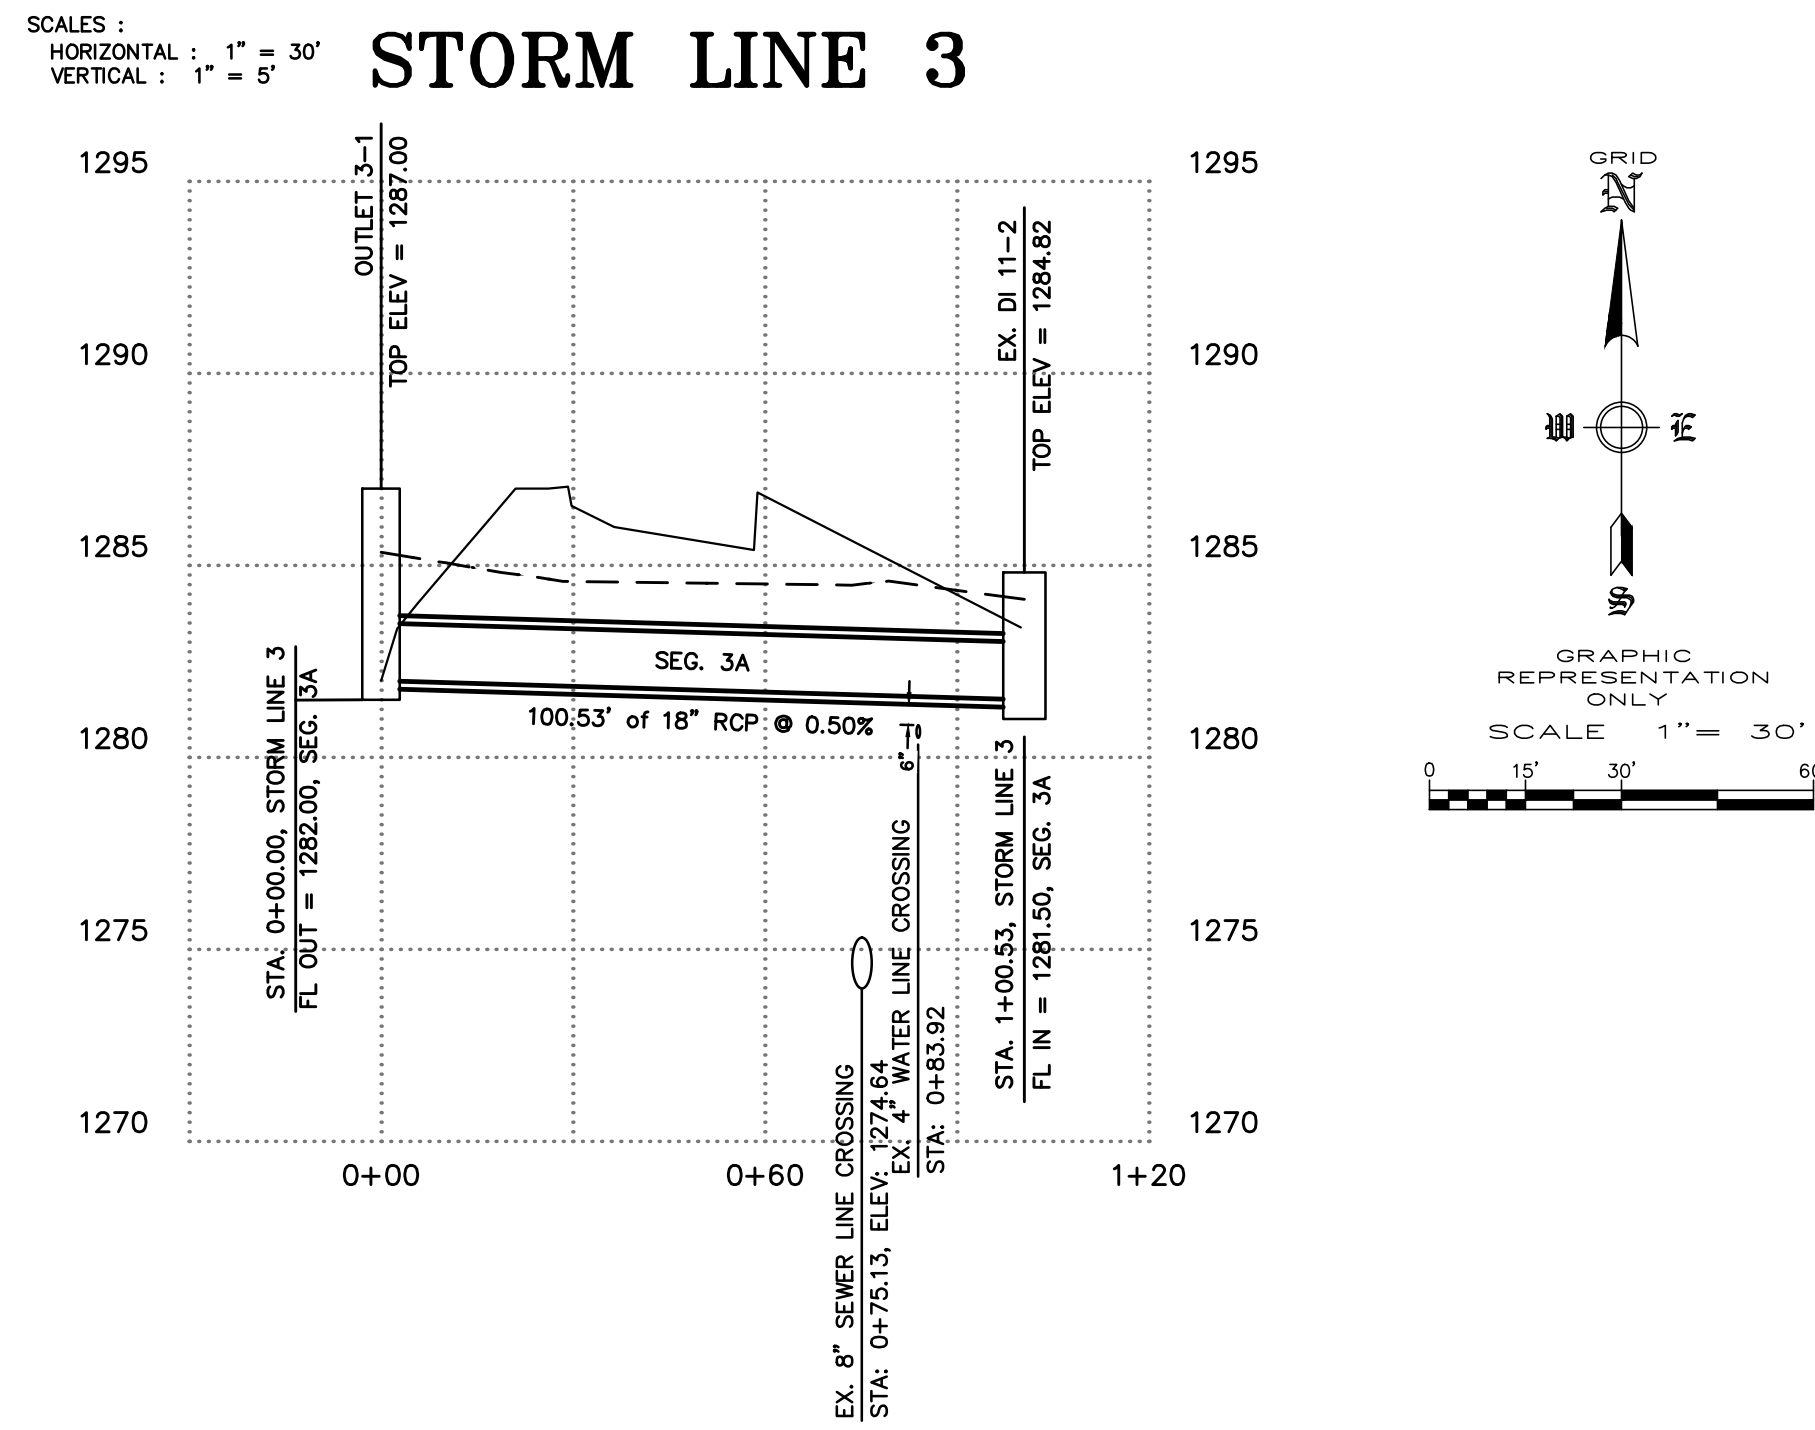 SCALES :
HORIZONTAL : 1" = 30'
VERTICAL : 1" = 5'
STORM LINE 3
1295
1290
1285
1280
1275
1270
OUTLET 3-1
TOP ELEV = 1287.00
EX. DI 11-2
TOP ELEV = 1284.82
1295
1290
1285
1280
1275
1270
SEG. 3A
100.53' of 18" RCP @ 0.50%
6"
STA. 0+00.00, STORM LINE 3
FL OUT = 1282.00, SEG. 3A
EX. 8" SEWER LINE CROSSING
STA: 0+75.13, ELEV: 1274.64
EX. 4" WATER LINE CROSSING
STA: 0+83.92
STA. 1+00.53, STORM LINE 3
FL IN = 1281.50, SEG. 3A
0+00
0+60
1+20
GRID
N
W
E
S
GRAPHIC
REPRESENTATION
ONLY
SCALE 1"= 30'
0 15' 30' 60